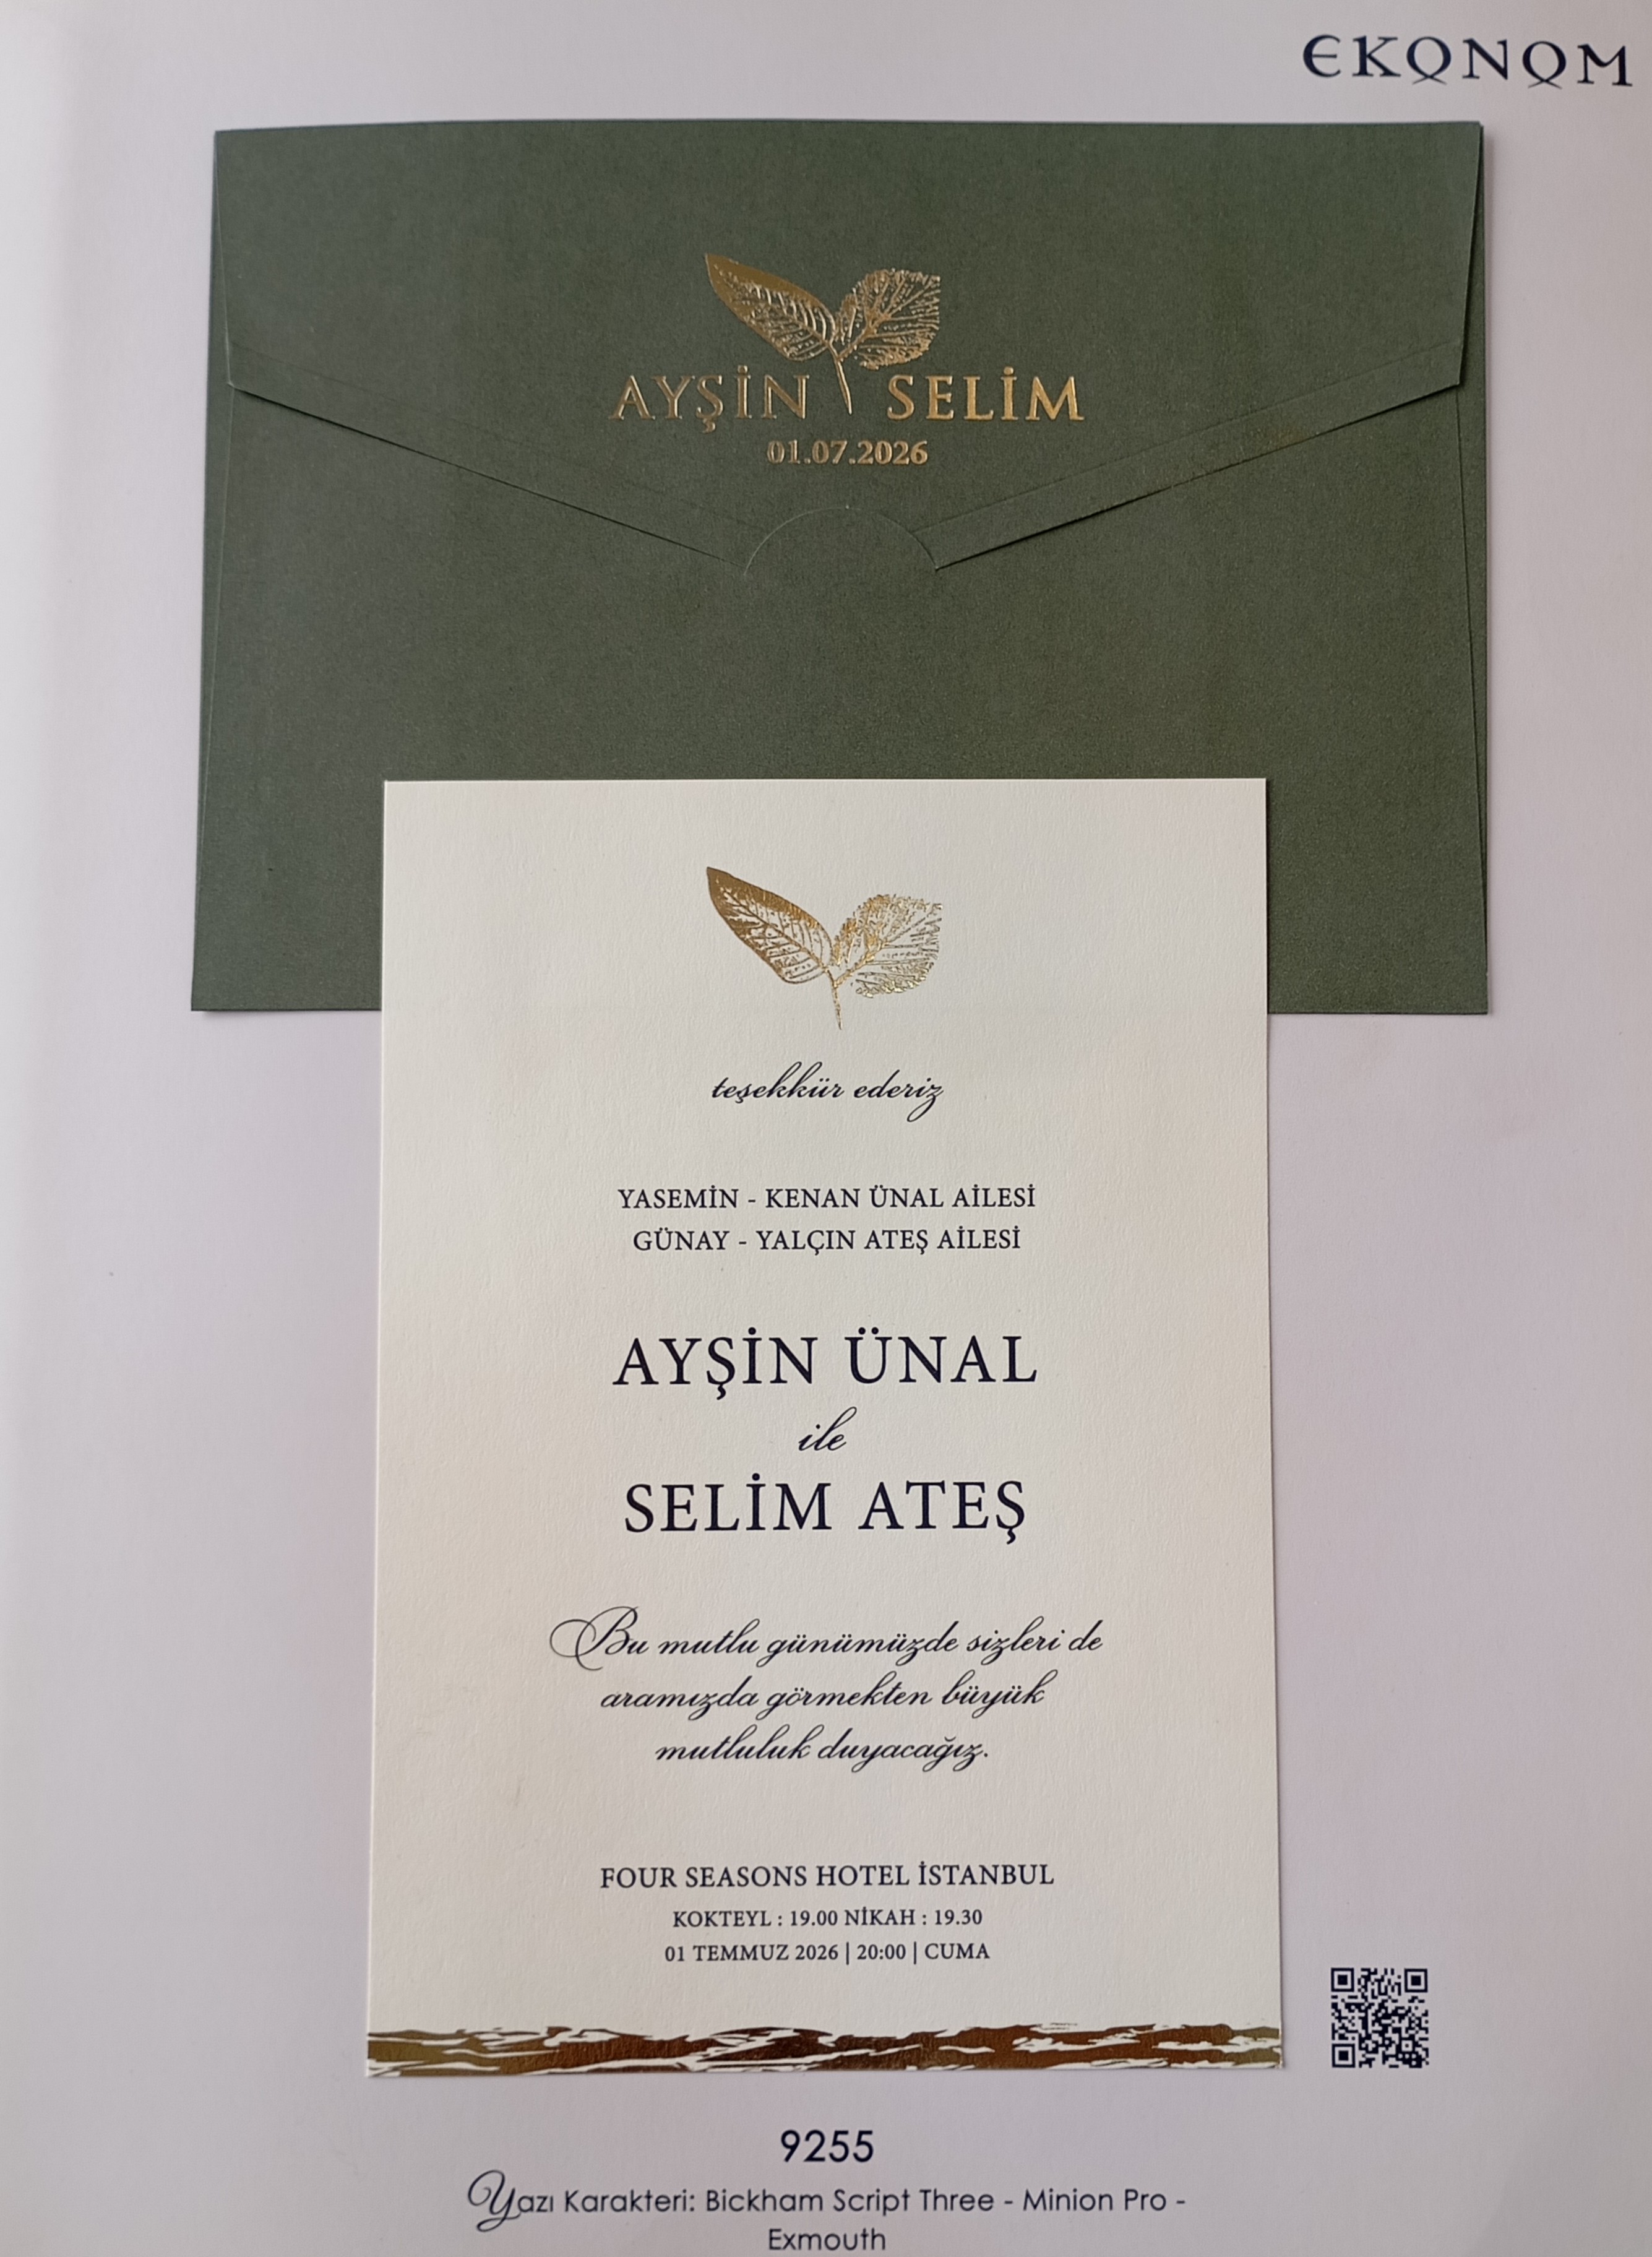 EKONOM
AYŞİN SELİM
01.07.2026
teşekkür ederiz
YASEMİN - KENAN ÜNAL AİLESİ
GÜNAY - YALÇIN ATEŞ AİLESİ
AYŞİN ÜNAL
ile
SELİM ATEŞ
Bu mutlu günümüzde sizleri de
aramızda görmekten büyük
mutluluk duyacağız.
FOUR SEASONS HOTEL İSTANBUL
KOKTEYL : 19.00 NİKAH : 19.30
01 TEMMUZ 2026 | 20:00 | CUMA
9255
Yazı Karakteri: Bickham Script Three - Minion Pro -
Exmouth